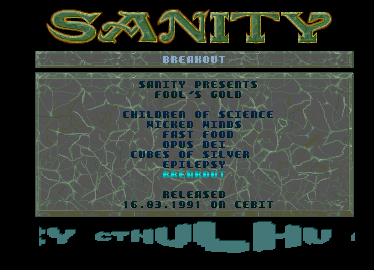 SANITY
BREAKOUT
SANITY PRESENTS
FOOL'S GOLD
CHILDREN OF SCIENCE
WICKED MINDS
FAST FOOD
OPUS DEI
CUBES OF SILVER
EPILEPSY
BREAKOUT
RELEASED
16.03.1991 ON CEBIT
CTHULHU